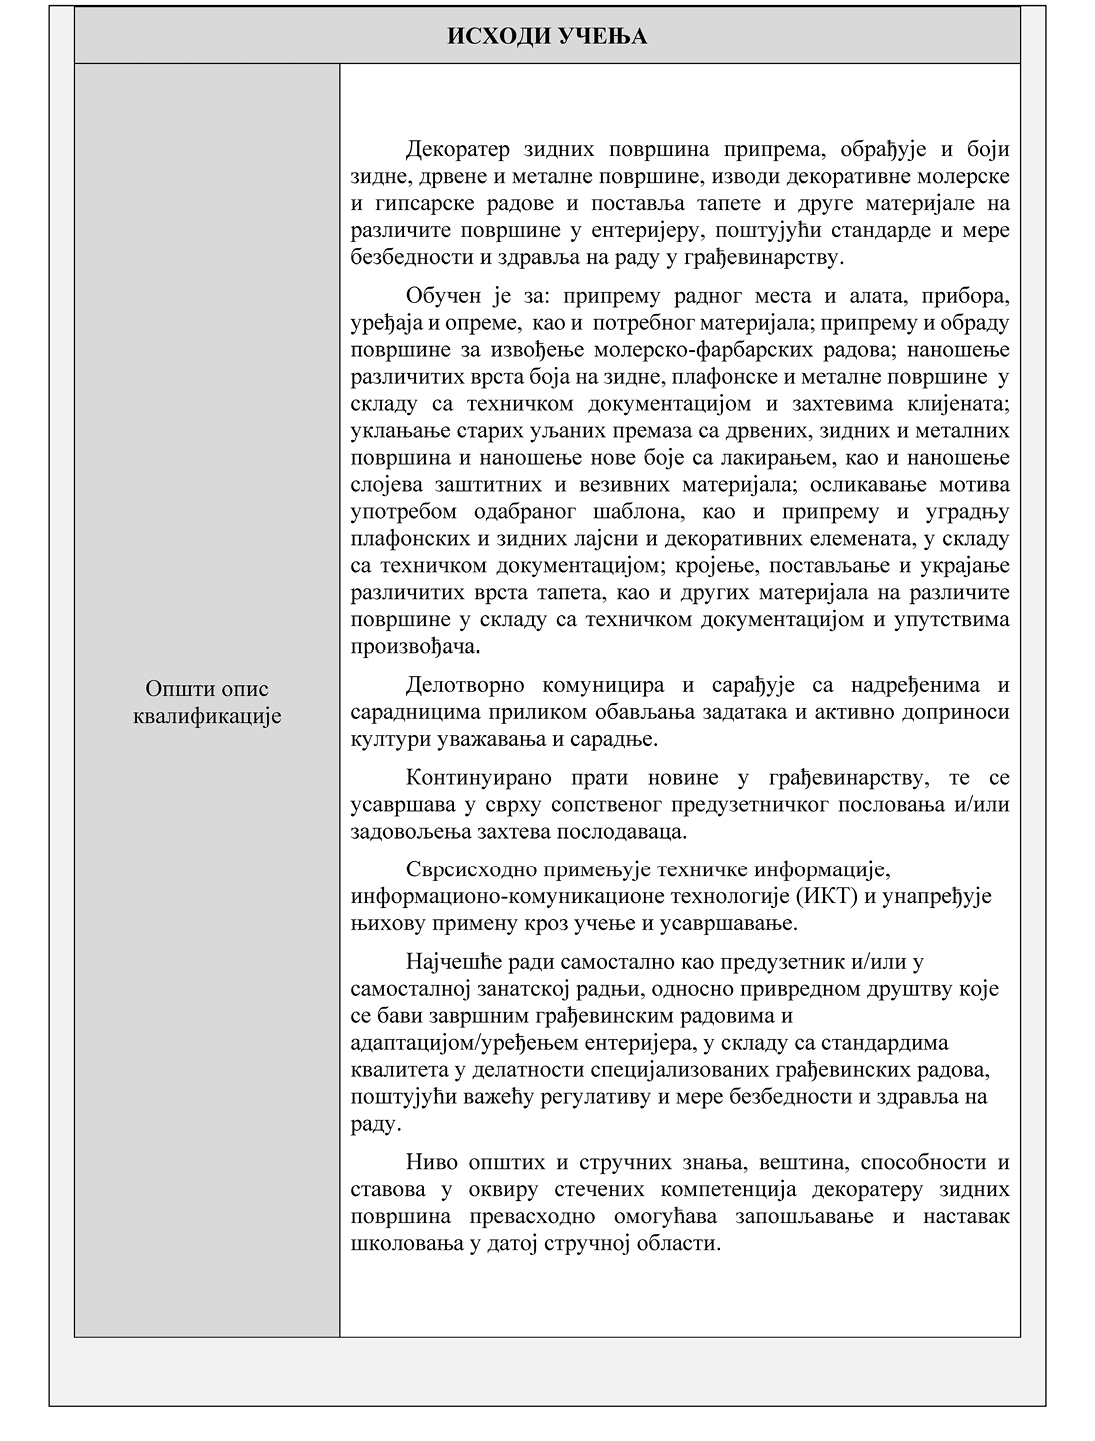 ИСХОДИ УЧЕЊА
Општи опис
квалификације
Декоратер зидних површина припрема, обрађује и боји
зидне, дрвене и металне површине, изводи декоративне молерске
и гипсарске радове и поставља тапете и друге материјале на
различите површине у ентеријеру, поштујући стандарде и мере
безбедности и здравља на раду у грађевинарству.
Обучен је за: припрему радног места и алата, прибора,
уређаја и опреме, као и потребног материјала; припрему и обраду
површине за извођење молерско-фарбарских радова; наношење
различитих врста боја на зидне, плафонске и металне површине у
складу са техничком документацијом и захтевима клијената;
уклањање старих уљаних премаза са дрвених, зидних и металних
површина и наношење нове боје са лакирањем, као и наношење
слојева заштитних и везивних материјала; осликавање мотива
употребом одабраног шаблона, као и припрему и уградњу
плафонских и зидних лајсни и декоративних елемената, у складу
са техничком документацијом; кројење, постављање и украјање
различитих врста тапета, као и других материјала на различите
површине у складу са техничком документацијом и упутствима
произвођача.
Делотворно комуницира и сарађује са надређенима и
сарадницима приликом обављања задатака и активно доприноси
култури уважавања и сарадње.
Континуирано прати новине у грађевинарству, те се
усавршава у сврху сопственог предузетничког пословања и/или
задовољења захтева послодаваца.
Сврсисходно примењује техничке информације,
информационо-комуникационе технологије (ИКТ) и унапређује
њихову примену кроз учење и усавршавање.
Најчешће ради самостално као предузетник и/или у
самосталној занатској радњи, односно привредном друштву које
се бави завршним грађевинским радовима и
адаптацијом/уређењем ентеријера, у складу са стандардима
квалитета у делатности специјализованих грађевинских радова,
поштујући важећу регулативу и мере безбедности и здравља на
раду.
Ниво општих и стручних знања, вештина, способности и
ставова у оквиру стечених компетенција декоратеру зидних
површина превасходно омогућава запошљавање и наставак
школовања у датој стручној области.